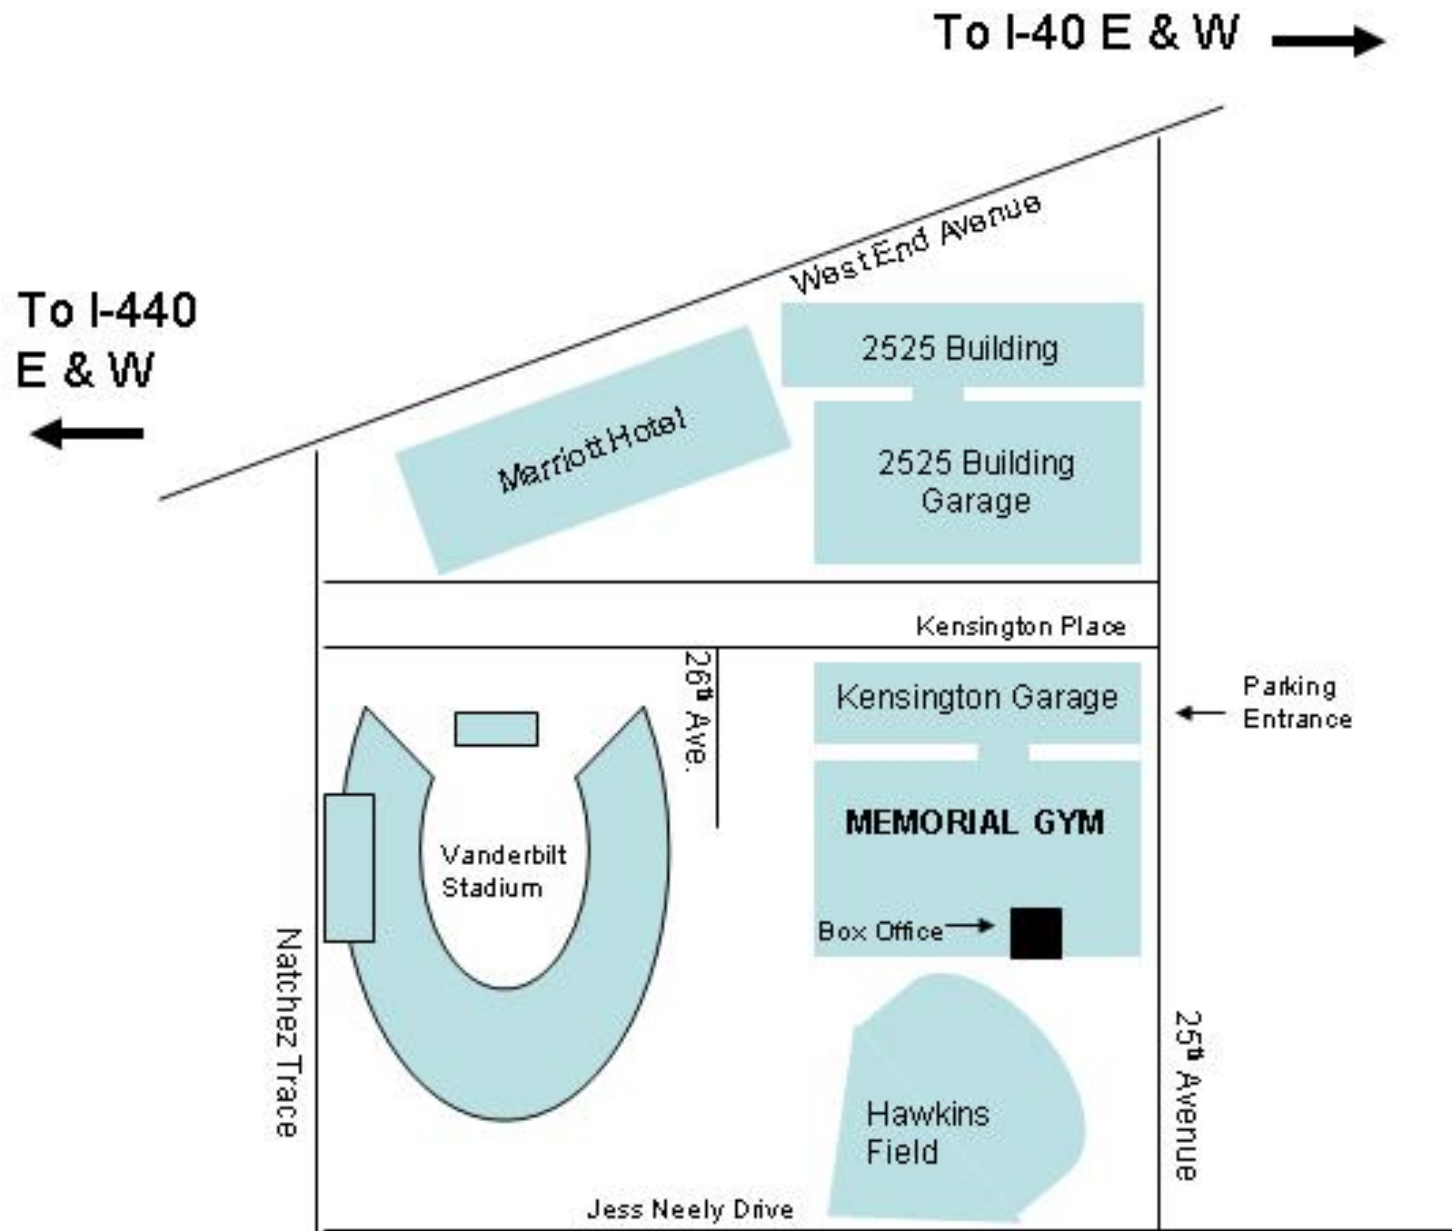 To I-40 E & W
West End Avenue
To I-440
E & W
2525 Building
Marriott Hotel
2525 Building
Garage
Kensington Place
26th Ave.
Kensington Garage
Parking
Entrance
MEMORIAL GYM
Vanderbilt
Stadium
Box Office
Natchez Trace
25th Avenue
Hawkins
Field
Jess Neely Drive